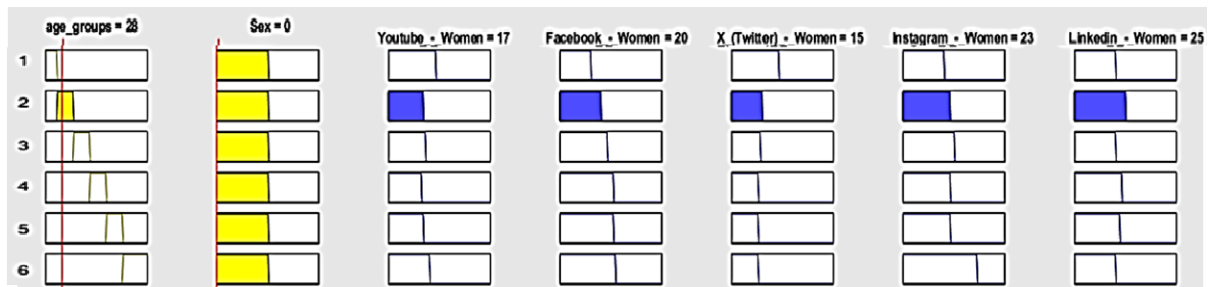 age_groups = 28
Sex = 0
Youtube_-_Women = 17
Facebook_-_Women = 20
X_(Twitter)_-_Women = 15
Instagram_-_Women = 23
Linkedin_-_Women = 25
1
2
3
4
5
6